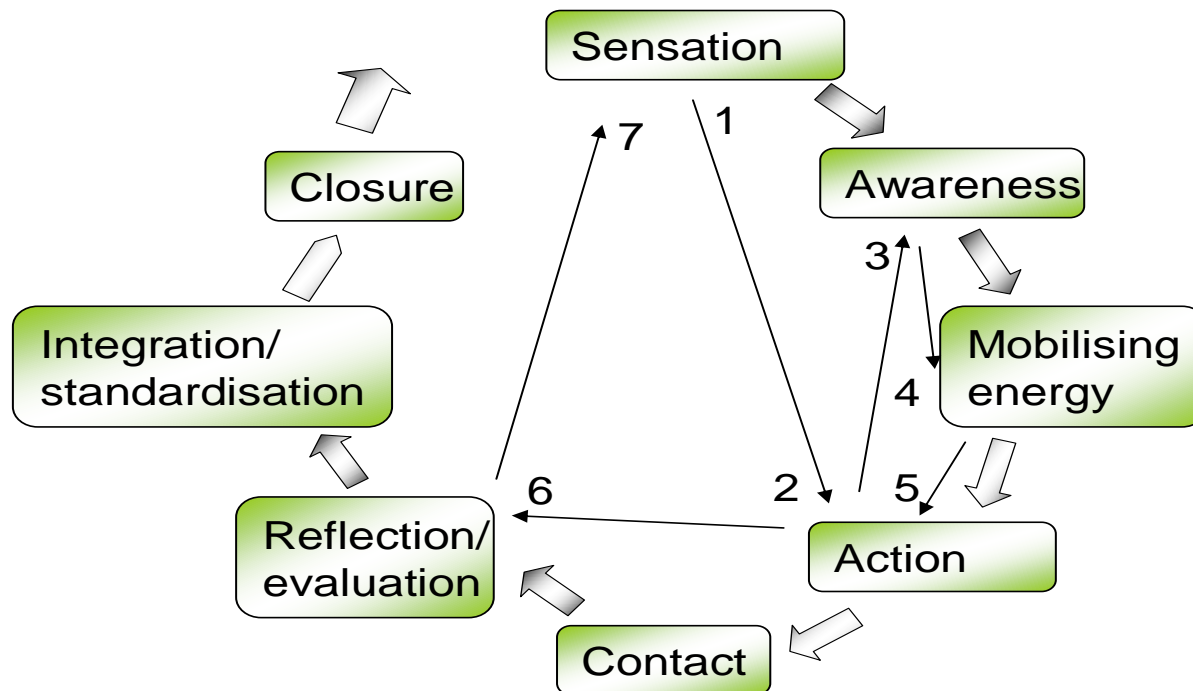 Sensation
1
7
Closure
Awareness
3
Integration/
standardisation
Mobilising
energy
4
6
2
5
Reflection/
evaluation
Action
Contact